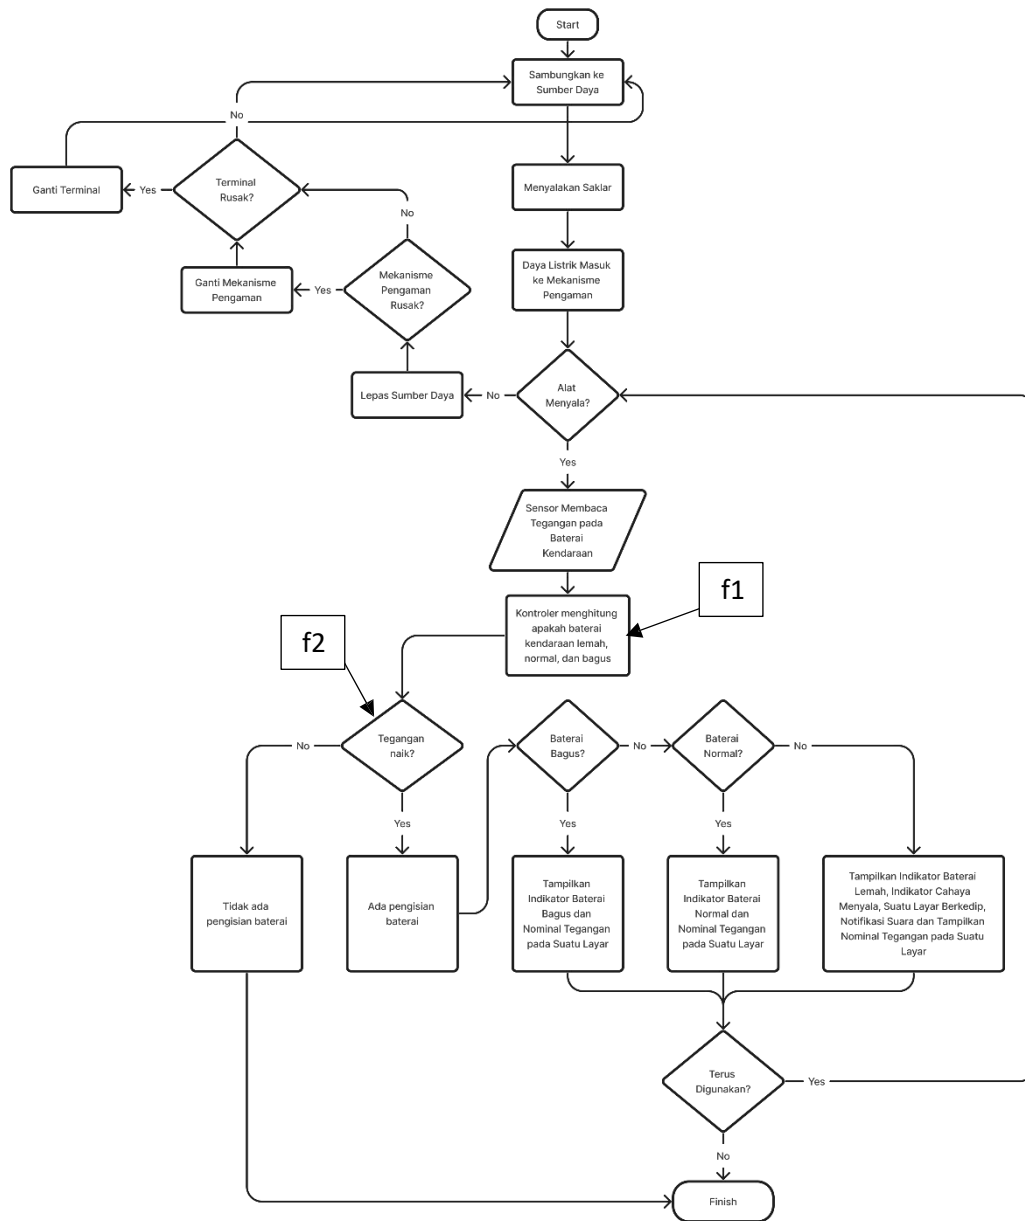 Start
Sambungkan ke
Sumber Daya
No
Menyalakan Saklar
Ganti Terminal
Yes
Terminal
Rusak?
No
Daya Listrik Masuk
ke Mekanisme
Pengaman
Ganti Mekanisme
Pengaman
Yes
Mekanisme
Pengaman
Rusak?
Lepas Sumber Daya
No
Alat
Menyala?
Yes
Sensor Membaca
Tegangan pada
Baterai
Kendaraan
f1
Kontroler menghitung
apakah baterai
kendaraan lemah,
normal, dan bagus
f2
No
Tegangan
naik?
Baterai
Bagus?
No
Baterai
Normal?
No
Yes
Yes
Yes
Tidak ada
pengisian baterai
Ada pengisian
baterai
Tampilkan
Indikator Baterai
Bagus dan
Nominal Tegangan
pada Suatu Layar
Tampilkan
Indikator Baterai
Normal dan
Nominal Tegangan
pada Suatu Layar
Tampilkan Indikator Baterai
Lemah, Indikator Cahaya
Menyala, Suatu Layar Berkedip,
Notifikasi Suara dan Tampilkan
Nominal Tegangan pada Suatu
Layar
Terus
Digunakan?
Yes
No
Finish